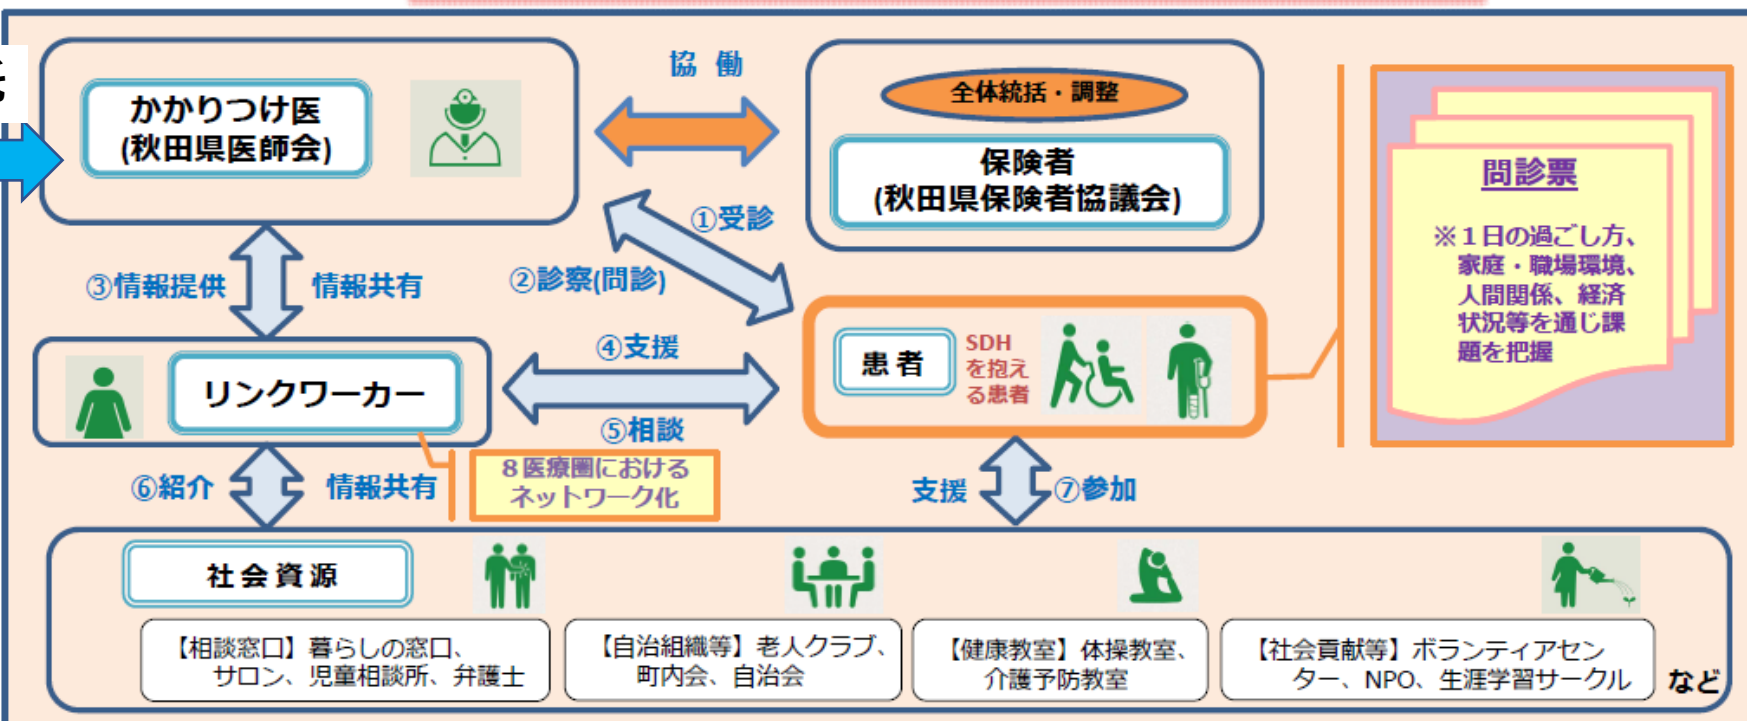 協 働
かかりつけ医
(秋田県医師会)
全体統括・調整
保険者
(秋田県保険者協議会)
問診票
※１日の過ごし方、
家庭・職場環境、
人間関係、経済
状況等を通じ課
題を把握
①受診
②診察(問診)
③情報提供
情報共有
リンクワーカー
④支援
⑤相談
患者
SDH
を抱え
る患者
８医療圏における
ネットワーク化
⑥紹介
情報共有
支援
⑦参加
社会資源
【相談窓口】暮らしの窓口、
サロン、児童相談所、弁護士
【自治組織等】老人クラブ、
町内会、自治会
【健康教室】体操教室、
介護予防教室
【社会貢献等】ボランティアセン
ター、NPO、生涯学習サークル
など